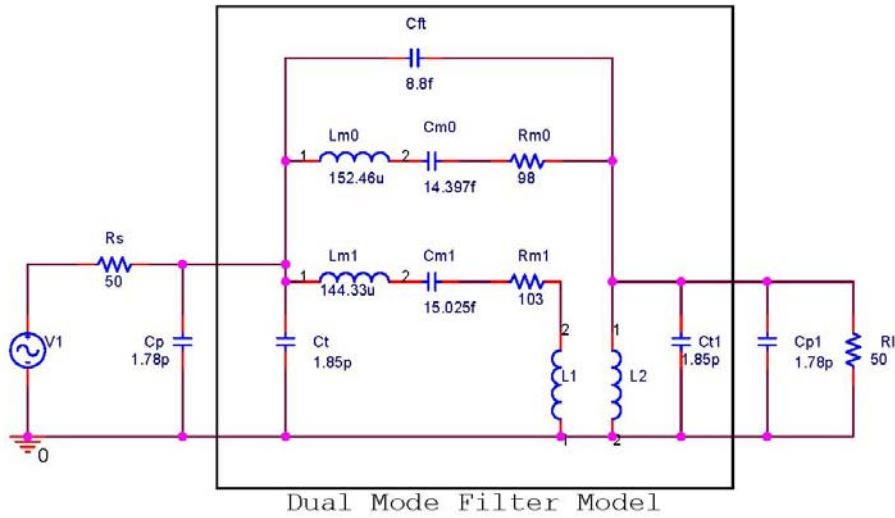 Cft
8.8f
Lm0 Cm0 Rm0
1 2
152.46u 14.397f 98
Rs
50
Lm1 Cm1 Rm1
1 2
144.33u 15.025f 103
V1
Cp
1.78p
Ct
1.85p
2 1
L1 L2
1 2
Ct1
1.85p
Cp1
1.78p
Rl
50
0
Dual Mode Filter Model